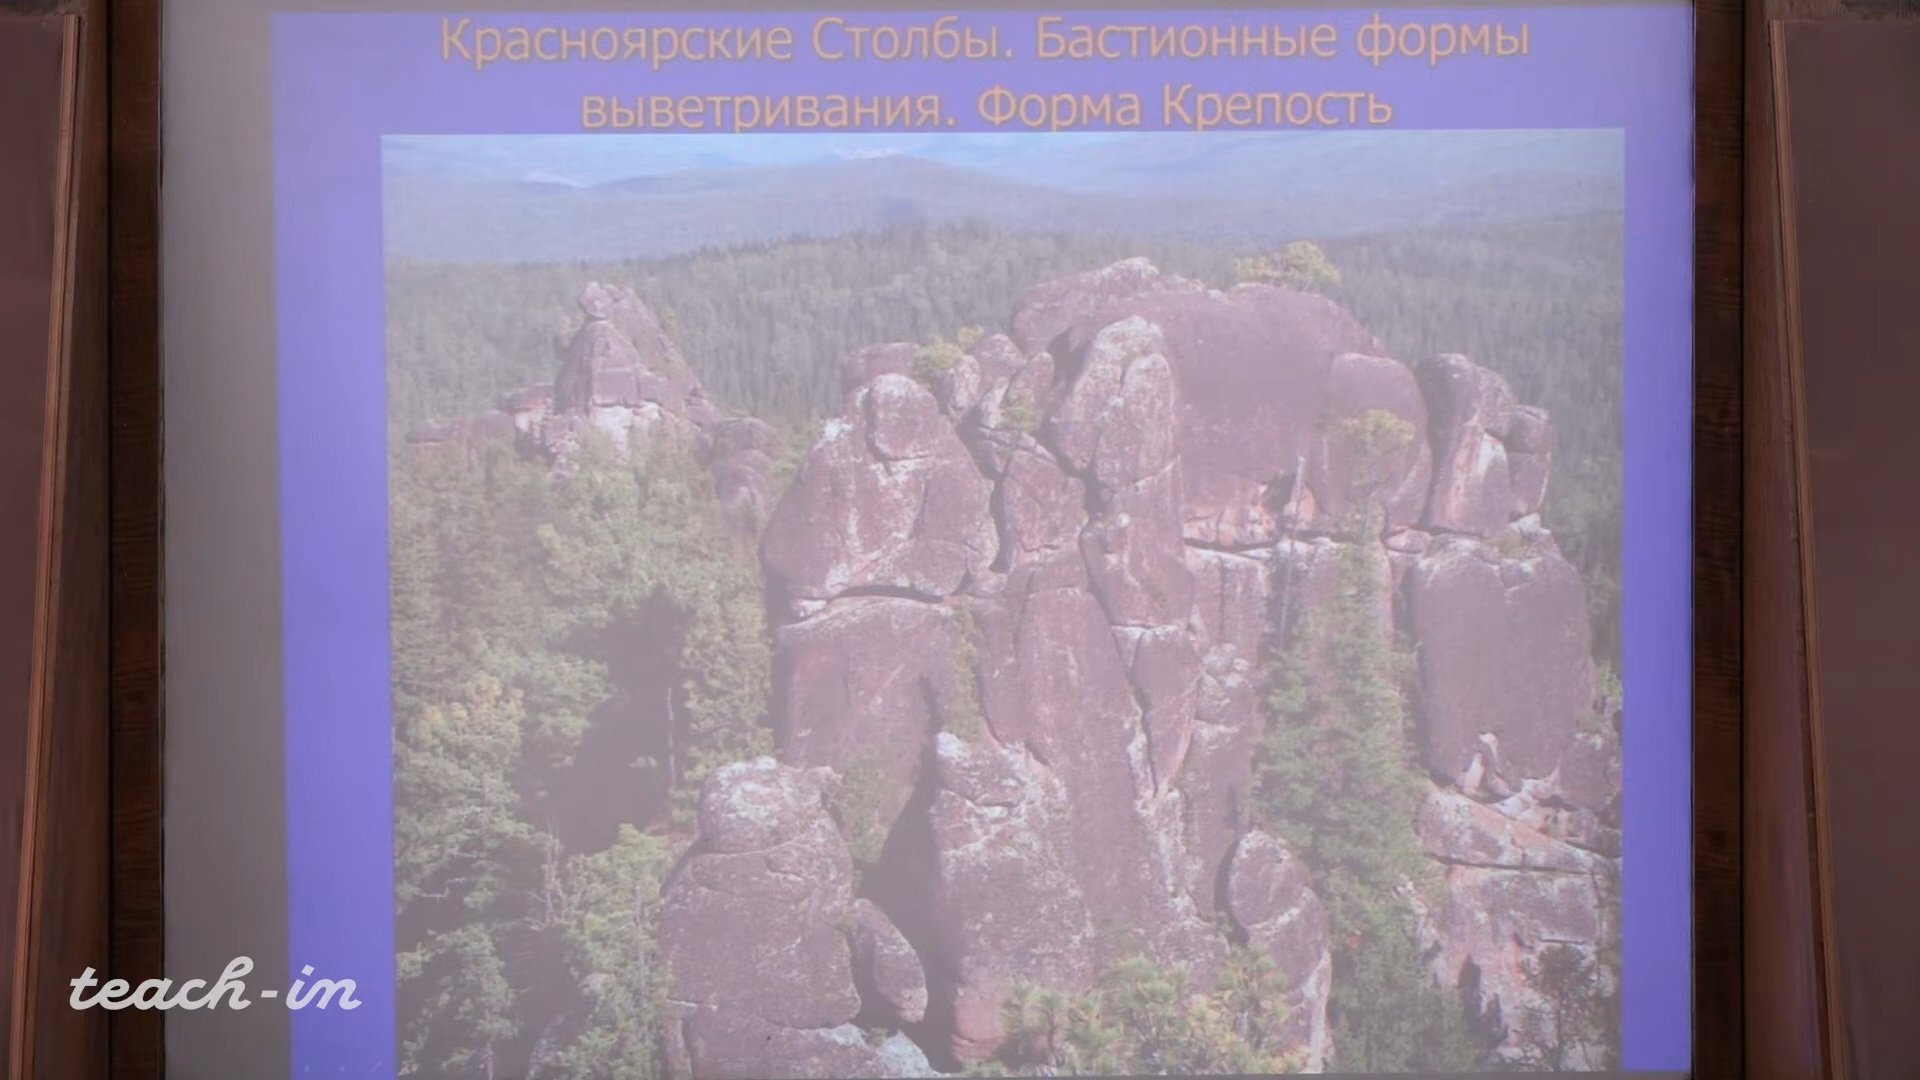 Красноярские Столбы. Бастионные формы
выветривания. Форма Крепость
teach-in